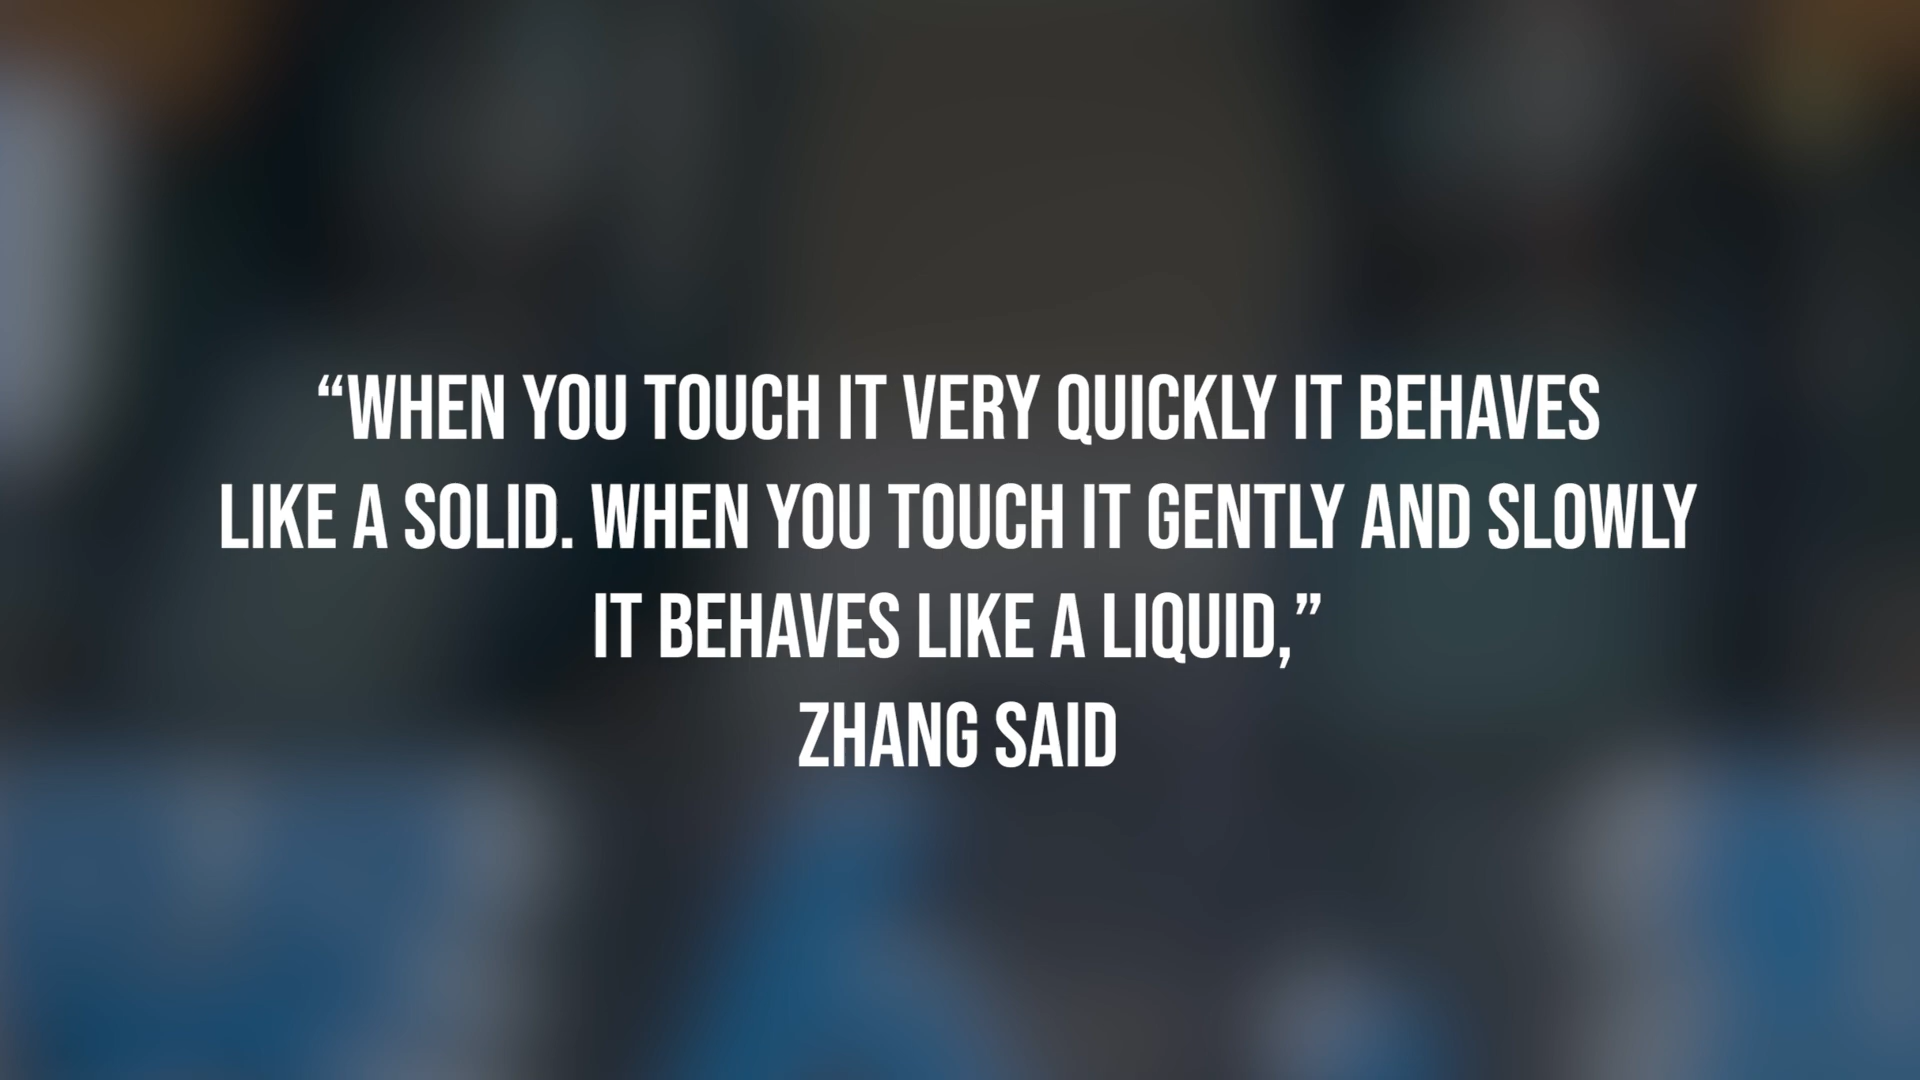 “WHEN YOU TOUCH IT VERY QUICKLY IT BEHAVES
LIKE A SOLID. WHEN YOU TOUCH IT GENTLY AND SLOWLY
IT BEHAVES LIKE A LIQUID,”
ZHANG SAID